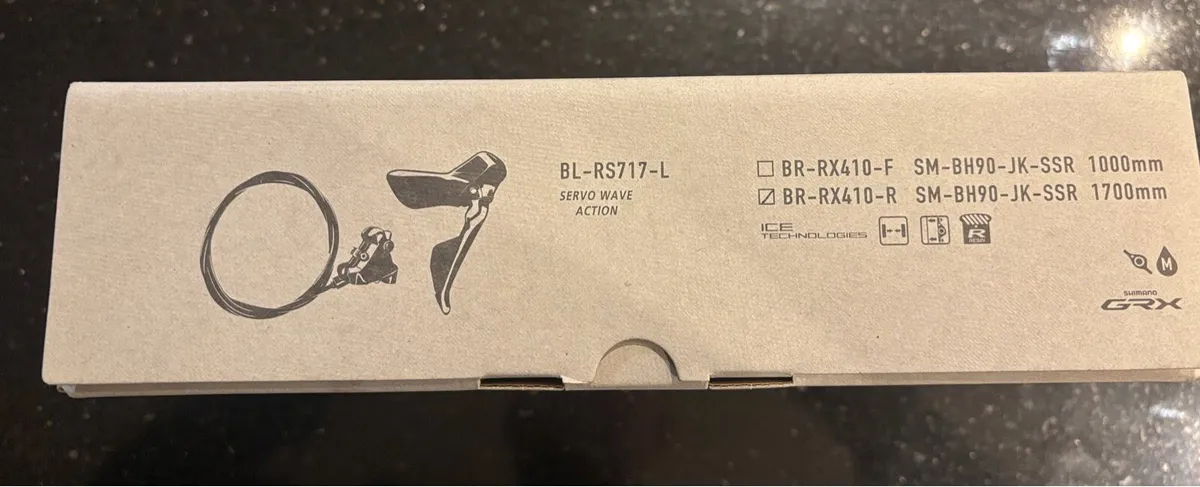 BL-RS717-L
SERVO WAVE
ACTION
BR-RX410-F SM-BH90-JK-SSR 1000mm
BR-RX410-R SM-BH90-JK-SSR 1700mm
ICE
TECHNOLOGIES
R
RESIN
M
SHIMANO
GRX